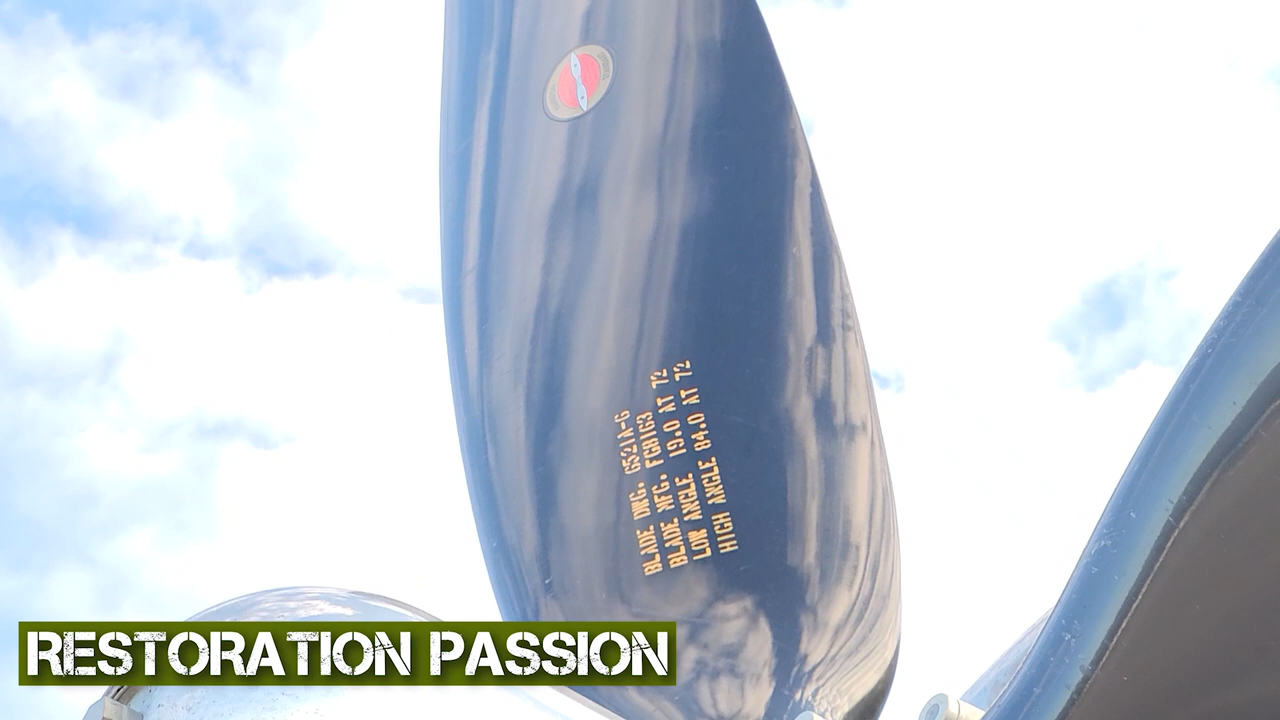 BLADE DWG. 6521A-6
BLADE MFG. FGR163
LOW ANGLE 19.0 AT 72
HIGH ANGLE 84.0 AT 72
RESTORATION PASSION